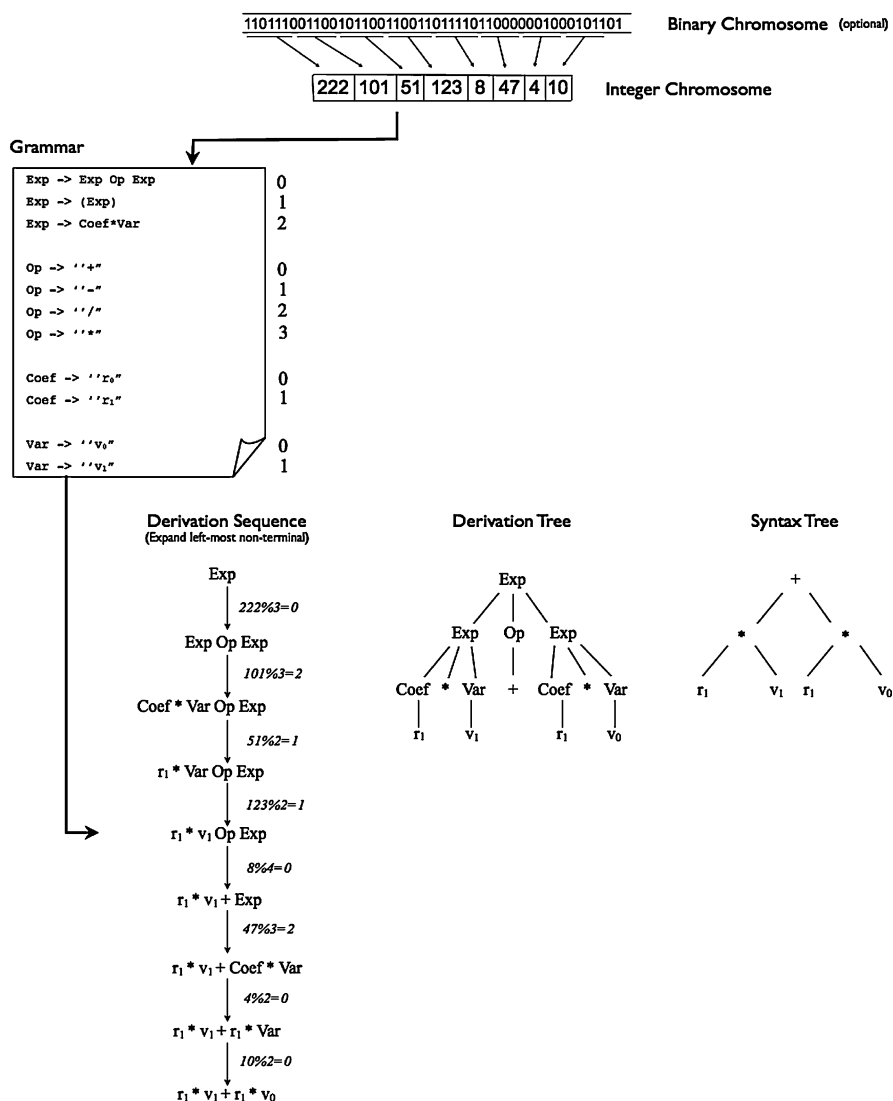 Binary Chromosome (optional)
222 101 51 123 8 47 4 10 Integer Chromosome
Grammar
Exp -> Exp Op Exp 0
Exp -> (Exp) 1
Exp -> Coef*Var 2
Op -> ‘‘+” 0
Op -> ‘‘-” 1
Op -> ‘‘/” 2
Op -> ‘‘*” 3
Coef -> ‘‘r₀” 0
Coef -> ‘‘r₁” 1
Var -> ‘‘v₀” 0
Var -> ‘‘v₁” 1
Derivation Sequence
(Expand left-most non-terminal)
Exp
222%3=0
Exp Op Exp
101%3=2
Coef * Var Op Exp
51%2=1
r₁ * Var Op Exp
123%2=1
r₁ * v₁ Op Exp
8%4=0
r₁ * v₁ + Exp
47%3=2
r₁ * v₁ + Coef * Var
4%2=0
r₁ * v₁ + r₁ * Var
10%2=0
r₁ * v₁ + r₁ * v₀
Derivation Tree
Exp
Exp Op Exp
Coef * Var + Coef * Var
r₁ v₁ r₁ v₀
Syntax Tree
+
* *
r₁ v₁ r₁ v₀